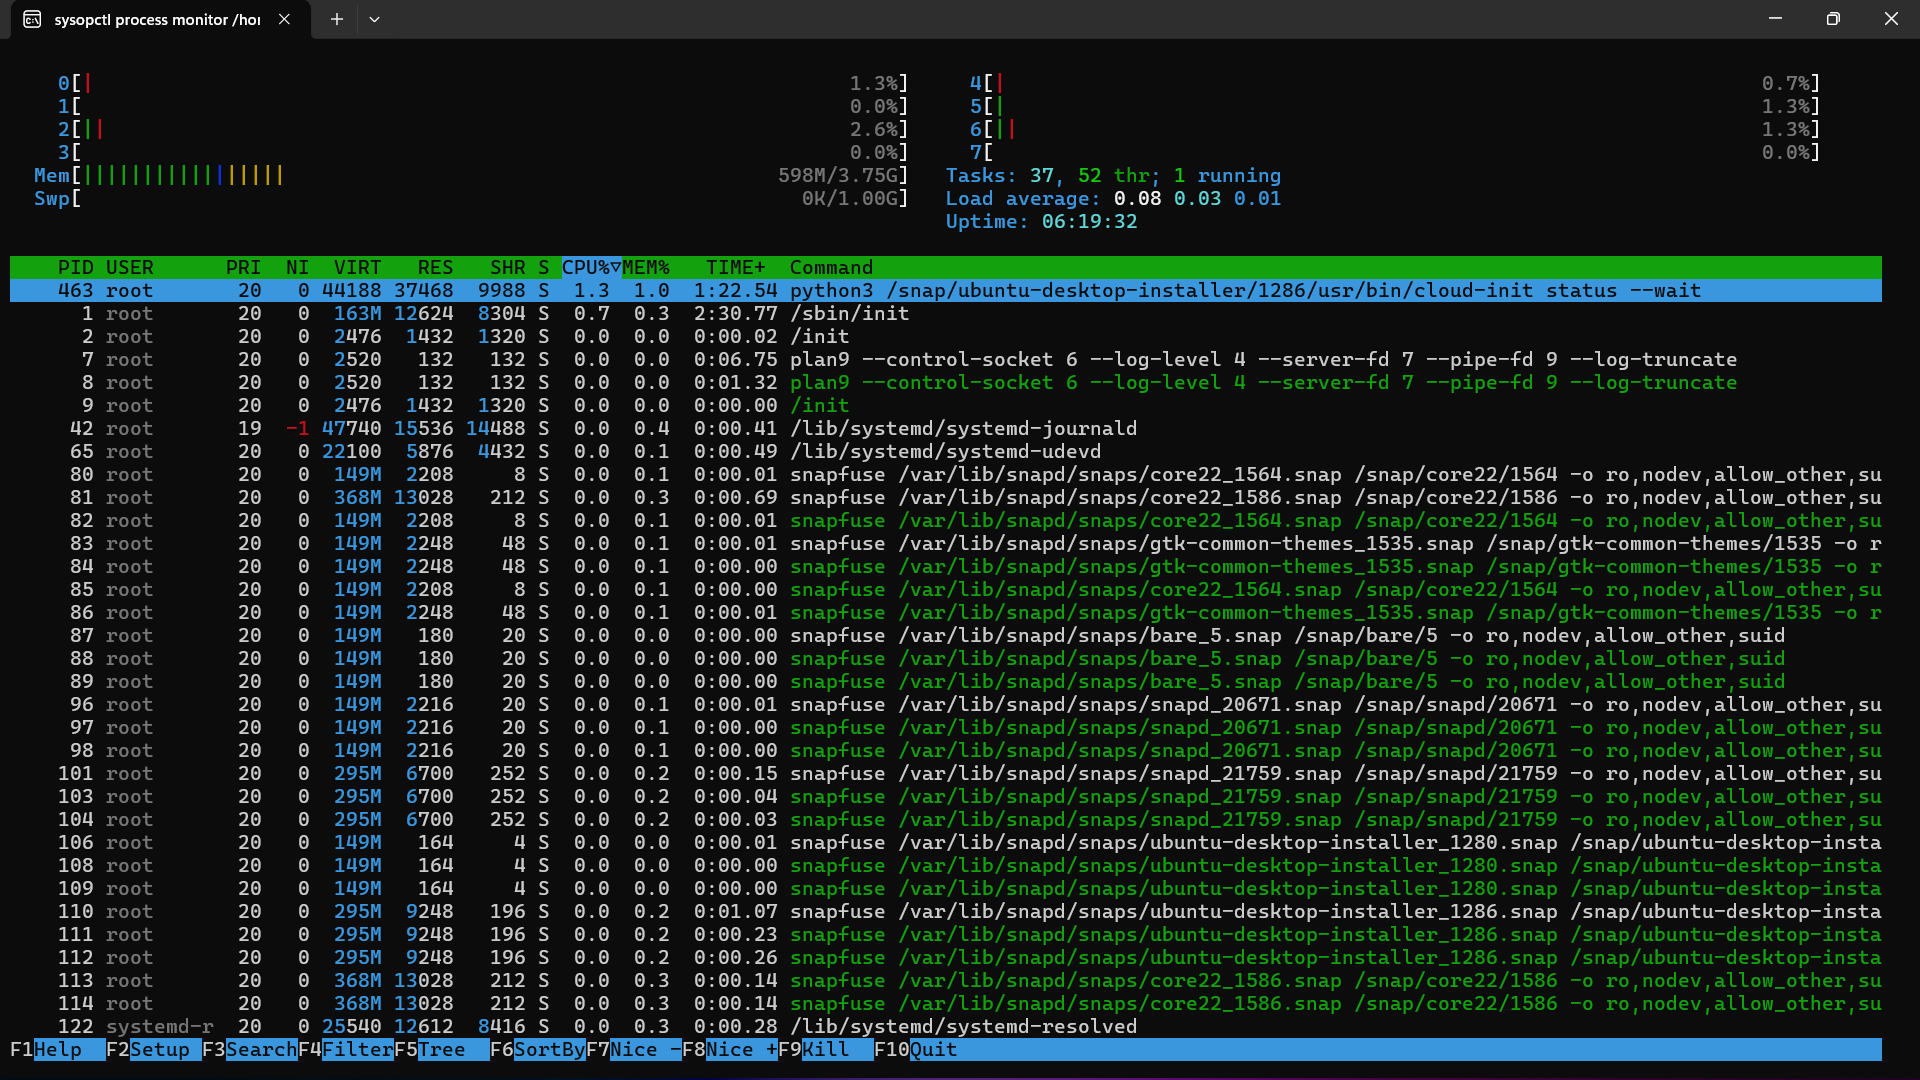 sysopctl process monitor /hor
0[| 1.3%] 4[| 0.7%]
1[ 0.0%] 5[| 1.3%]
2[|| 2.6%] 6[|| 1.3%]
3[ 0.0%] 7[ 0.0%]
Mem[||||||||||||||||| 598M/3.75G] Tasks: 37, 52 thr; 1 running
Swp[ 0K/1.00G] Load average: 0.08 0.03 0.01
Uptime: 06:19:32
PID USER PRI NI VIRT RES SHR S CPU%▽MEM% TIME+ Command
463 root 20 0 44188 37468 9988 S 1.3 1.0 1:22.54 python3 /snap/ubuntu-desktop-installer/1286/usr/bin/cloud-init status --wait
1 root 20 0 163M 12624 8304 S 0.7 0.3 2:30.77 /sbin/init
2 root 20 0 2476 1432 1320 S 0.0 0.0 0:00.02 /init
7 root 20 0 2520 132 132 S 0.0 0.0 0:06.75 plan9 --control-socket 6 --log-level 4 --server-fd 7 --pipe-fd 9 --log-truncate
8 root 20 0 2520 132 132 S 0.0 0.0 0:01.32 plan9 --control-socket 6 --log-level 4 --server-fd 7 --pipe-fd 9 --log-truncate
9 root 20 0 2476 1432 1320 S 0.0 0.0 0:00.00 /init
42 root 19 -1 47740 15536 14488 S 0.0 0.4 0:00.41 /lib/systemd/systemd-journald
65 root 20 0 22100 5876 4432 S 0.0 0.1 0:00.49 /lib/systemd/systemd-udevd
80 root 20 0 149M 2208 8 S 0.0 0.1 0:00.01 snapfuse /var/lib/snapd/snaps/core22_1564.snap /snap/core22/1564 -o ro,nodev,allow_other,su
81 root 20 0 368M 13028 212 S 0.0 0.3 0:00.69 snapfuse /var/lib/snapd/snaps/core22_1586.snap /snap/core22/1586 -o ro,nodev,allow_other,su
82 root 20 0 149M 2208 8 S 0.0 0.1 0:00.01 snapfuse /var/lib/snapd/snaps/core22_1564.snap /snap/core22/1564 -o ro,nodev,allow_other,su
83 root 20 0 149M 2248 48 S 0.0 0.1 0:00.01 snapfuse /var/lib/snapd/snaps/gtk-common-themes_1535.snap /snap/gtk-common-themes/1535 -o r
84 root 20 0 149M 2248 48 S 0.0 0.1 0:00.00 snapfuse /var/lib/snapd/snaps/gtk-common-themes_1535.snap /snap/gtk-common-themes/1535 -o r
85 root 20 0 149M 2208 8 S 0.0 0.1 0:00.00 snapfuse /var/lib/snapd/snaps/core22_1564.snap /snap/core22/1564 -o ro,nodev,allow_other,su
86 root 20 0 149M 2248 48 S 0.0 0.1 0:00.01 snapfuse /var/lib/snapd/snaps/gtk-common-themes_1535.snap /snap/gtk-common-themes/1535 -o r
87 root 20 0 149M 180 20 S 0.0 0.0 0:00.00 snapfuse /var/lib/snapd/snaps/bare_5.snap /snap/bare/5 -o ro,nodev,allow_other,suid
88 root 20 0 149M 180 20 S 0.0 0.0 0:00.00 snapfuse /var/lib/snapd/snaps/bare_5.snap /snap/bare/5 -o ro,nodev,allow_other,suid
89 root 20 0 149M 180 20 S 0.0 0.0 0:00.00 snapfuse /var/lib/snapd/snaps/bare_5.snap /snap/bare/5 -o ro,nodev,allow_other,suid
96 root 20 0 149M 2216 20 S 0.0 0.1 0:00.01 snapfuse /var/lib/snapd/snaps/snapd_20671.snap /snap/snapd/20671 -o ro,nodev,allow_other,su
97 root 20 0 149M 2216 20 S 0.0 0.1 0:00.00 snapfuse /var/lib/snapd/snaps/snapd_20671.snap /snap/snapd/20671 -o ro,nodev,allow_other,su
98 root 20 0 149M 2216 20 S 0.0 0.1 0:00.00 snapfuse /var/lib/snapd/snaps/snapd_20671.snap /snap/snapd/20671 -o ro,nodev,allow_other,su
101 root 20 0 295M 6700 252 S 0.0 0.2 0:00.15 snapfuse /var/lib/snapd/snaps/snapd_21759.snap /snap/snapd/21759 -o ro,nodev,allow_other,su
103 root 20 0 295M 6700 252 S 0.0 0.2 0:00.04 snapfuse /var/lib/snapd/snaps/snapd_21759.snap /snap/snapd/21759 -o ro,nodev,allow_other,su
104 root 20 0 295M 6700 252 S 0.0 0.2 0:00.03 snapfuse /var/lib/snapd/snaps/snapd_21759.snap /snap/snapd/21759 -o ro,nodev,allow_other,su
106 root 20 0 149M 164 4 S 0.0 0.0 0:00.01 snapfuse /var/lib/snapd/snaps/ubuntu-desktop-installer_1280.snap /snap/ubuntu-desktop-insta
108 root 20 0 149M 164 4 S 0.0 0.0 0:00.00 snapfuse /var/lib/snapd/snaps/ubuntu-desktop-installer_1280.snap /snap/ubuntu-desktop-insta
109 root 20 0 149M 164 4 S 0.0 0.0 0:00.00 snapfuse /var/lib/snapd/snaps/ubuntu-desktop-installer_1280.snap /snap/ubuntu-desktop-insta
110 root 20 0 295M 9248 196 S 0.0 0.2 0:01.07 snapfuse /var/lib/snapd/snaps/ubuntu-desktop-installer_1286.snap /snap/ubuntu-desktop-insta
111 root 20 0 295M 9248 196 S 0.0 0.2 0:00.23 snapfuse /var/lib/snapd/snaps/ubuntu-desktop-installer_1286.snap /snap/ubuntu-desktop-insta
112 root 20 0 295M 9248 196 S 0.0 0.2 0:00.26 snapfuse /var/lib/snapd/snaps/ubuntu-desktop-installer_1286.snap /snap/ubuntu-desktop-insta
113 root 20 0 368M 13028 212 S 0.0 0.3 0:00.14 snapfuse /var/lib/snapd/snaps/core22_1586.snap /snap/core22/1586 -o ro,nodev,allow_other,su
114 root 20 0 368M 13028 212 S 0.0 0.3 0:00.14 snapfuse /var/lib/snapd/snaps/core22_1586.snap /snap/core22/1586 -o ro,nodev,allow_other,su
122 systemd-r 20 0 25540 12612 8416 S 0.0 0.3 0:00.28 /lib/systemd/systemd-resolved
F1Help F2Setup F3SearchF4FilterF5Tree F6SortByF7Nice -F8Nice +F9Kill F10Quit